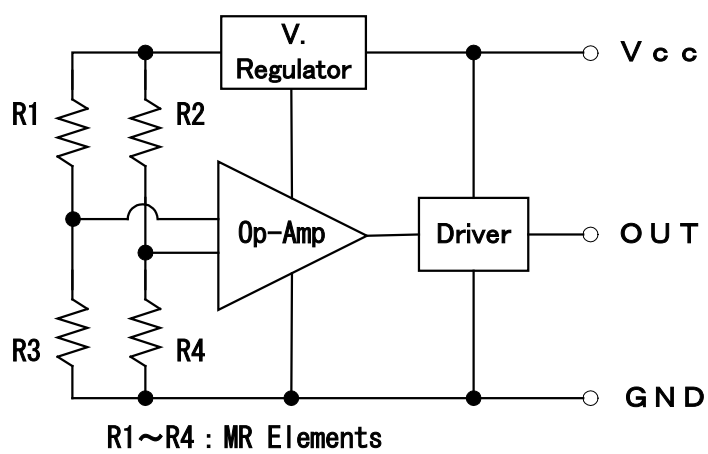 V.
Regulator
Vcc
R1
R2
Op-Amp
Driver
OUT
R3
R4
GND
R1～R4 : MR Elements